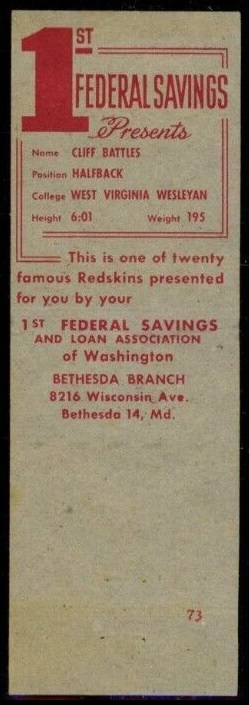 1ST
FEDERAL SAVINGS
Presents
Name CLIFF BATTLES
Position HALFBACK
College WEST VIRGINIA WESLEYAN
Height 6:01 Weight 195
This is one of twenty
famous Redskins presented
for you by your
1ST FEDERAL SAVINGS
AND LOAN ASSOCIATION
of Washington
BETHESDA BRANCH
8216 Wisconsin Ave.
Bethesda 14, Md.
73